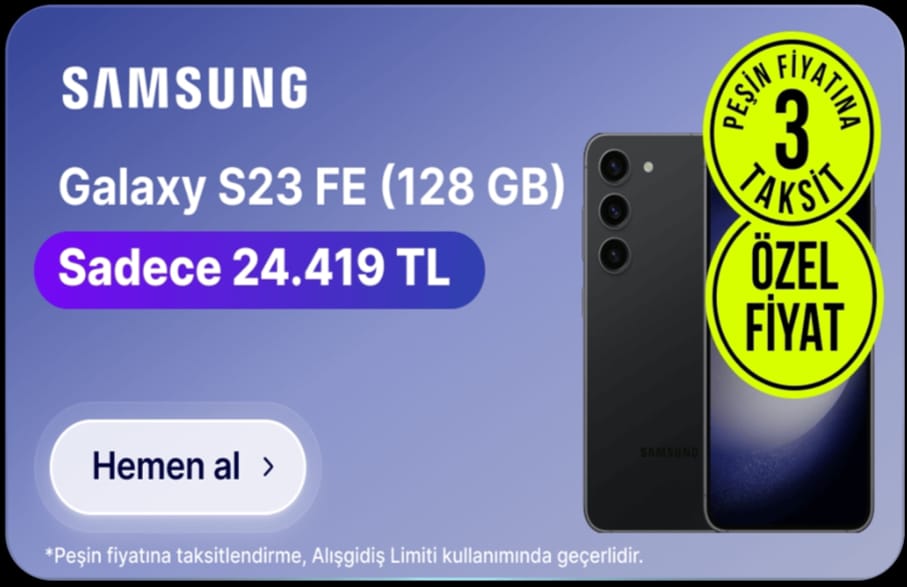 SAMSUNG
Galaxy S23 FE (128 GB)
Sadece 24.419 TL
PEŞİN FİYATINA
3
TAKSİT
ÖZEL
FİYAT
SAMSUNG
Hemen al >
*Peşin fiyatına taksitlendirme, Alışgidiş Limiti kullanımında geçerlidir.